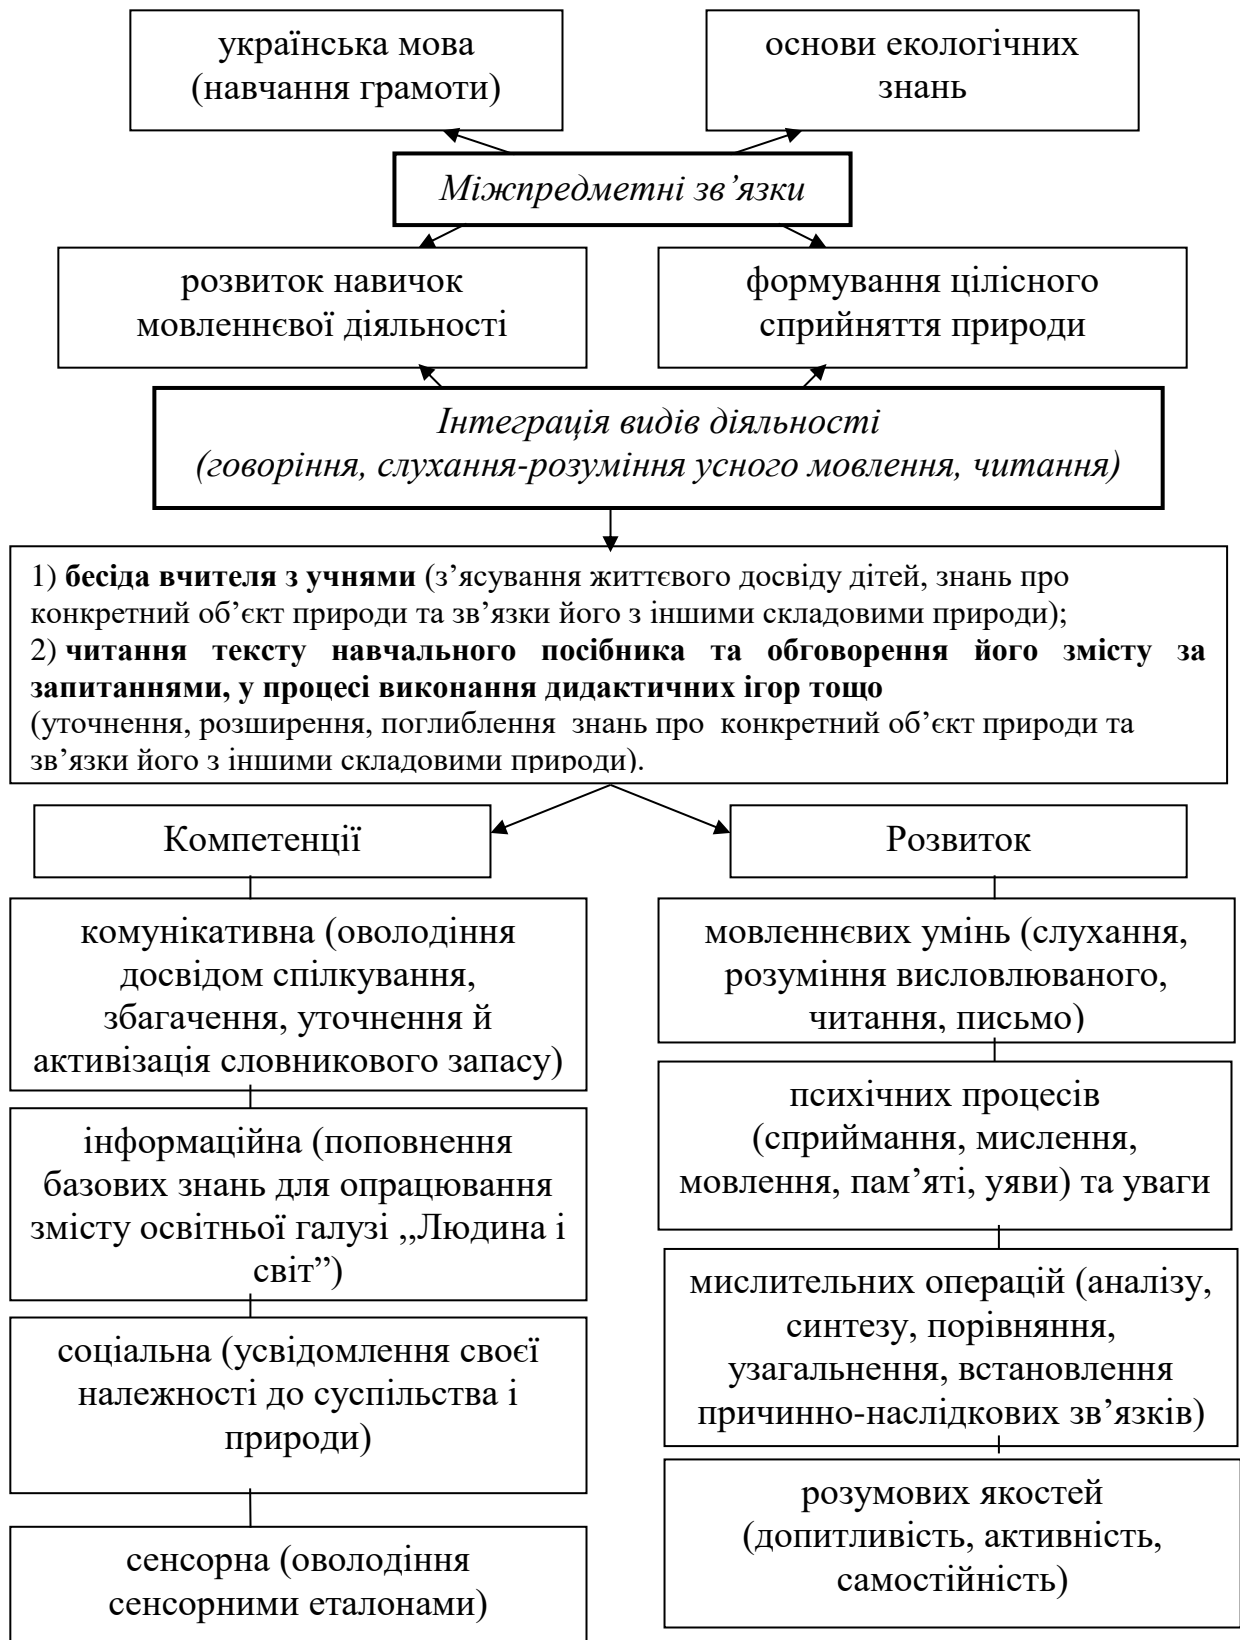 українська мова
(навчання грамоти)
основи екологічних
знань
Міжпредметні зв’язки
розвиток навичок
мовленнєвої діяльності
формування цілісного
сприйняття природи
Інтеграція видів діяльності
(говоріння, слухання-розуміння усного мовлення, читання)
1) бесіда вчителя з учнями (з’ясування життєвого досвіду дітей, знань про
конкретний об’єкт природи та зв’язки його з іншими складовими природи);
2) читання тексту навчального посібника та обговорення його змісту за
запитаннями, у процесі виконання дидактичних ігор тощо
(уточнення, розширення, поглиблення знань про конкретний об’єкт природи та
зв’язки його з іншими складовими природи).
Компетенції
комунікативна (оволодіння
досвідом спілкування,
збагачення, уточнення й
активізація словникового запасу)
інформаційна (поповнення
базових знань для опрацювання
змісту освітньої галузі „Людина і
світ”)
соціальна (усвідомлення своєї
належності до суспільства і
природи)
сенсорна (оволодіння
сенсорними еталонами)
Розвиток
мовленнєвих умінь (слухання,
розуміння висловлюваного,
читання, письмо)
психічних процесів
(сприймання, мислення,
мовлення, пам’яті, уяви) та уваги
мислительних операцій (аналізу,
синтезу, порівняння,
узагальнення, встановлення
причинно-наслідкових зв’язків)
розумових якостей
(допитливість, активність,
самостійність)